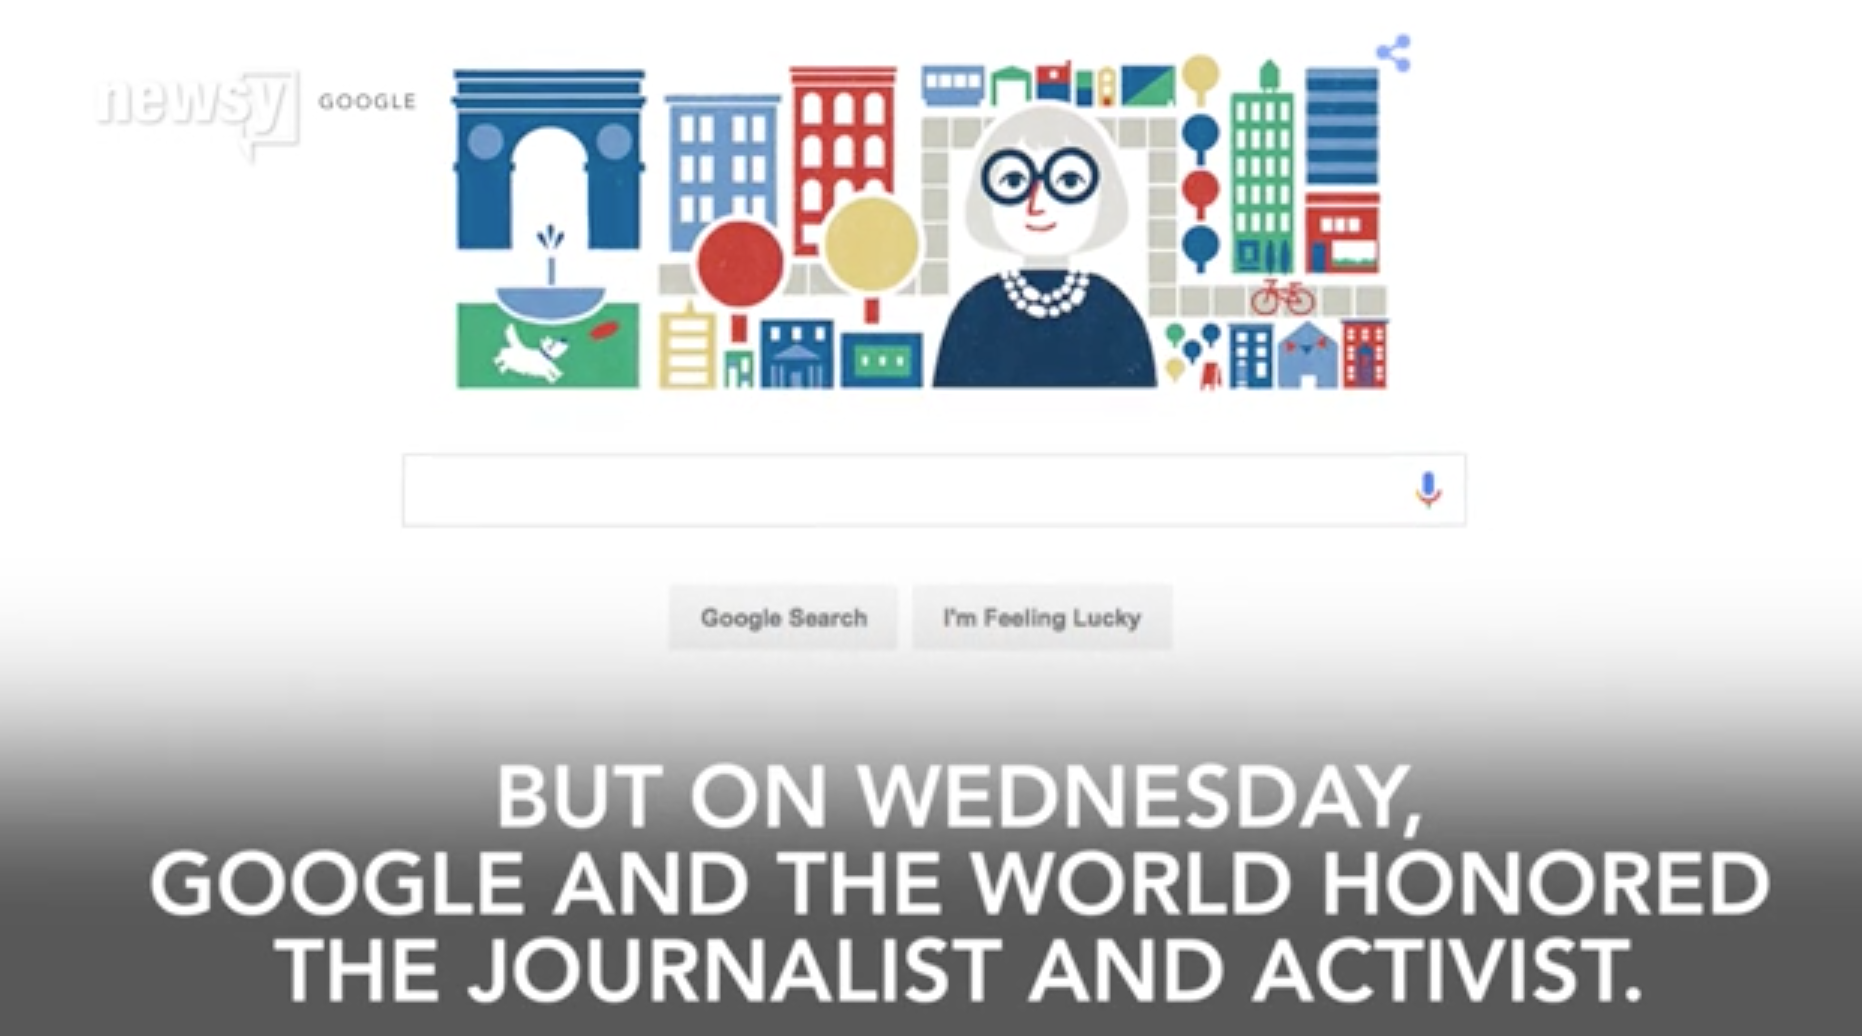 newsy
GOOGLE
Google Search
I'm Feeling Lucky
BUT ON WEDNESDAY,
GOOGLE AND THE WORLD HONORED
THE JOURNALIST AND ACTIVIST.